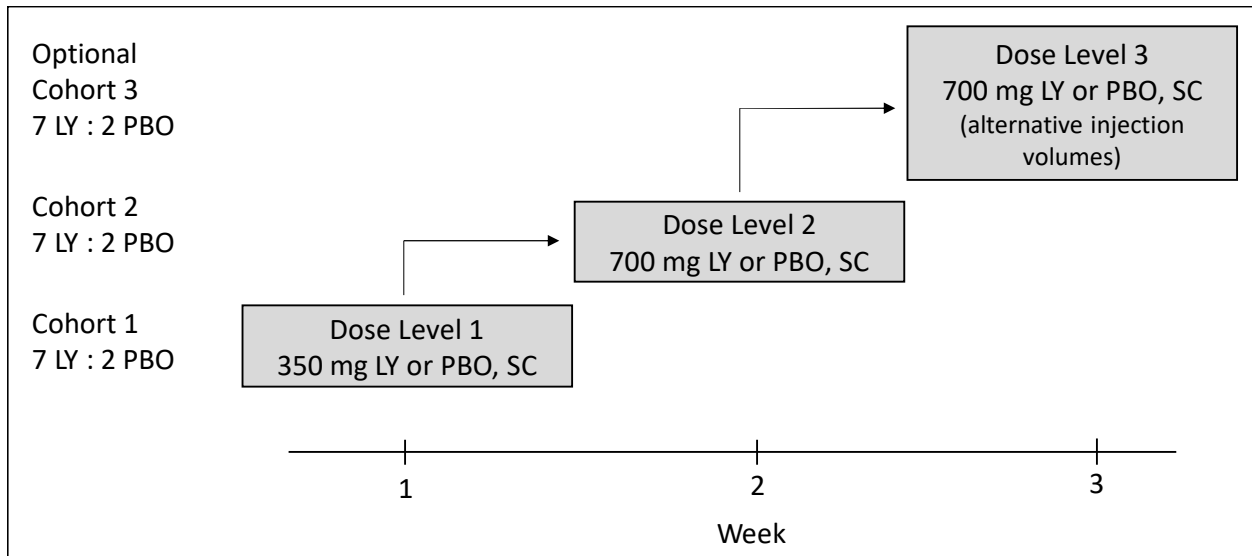 Optional
Cohort 3
7 LY : 2 PBO
Dose Level 3
700 mg LY or PBO, SC
(alternative injection
volumes)
Cohort 2
7 LY : 2 PBO
Dose Level 2
700 mg LY or PBO, SC
Cohort 1
7 LY : 2 PBO
Dose Level 1
350 mg LY or PBO, SC
1
2
3
Week